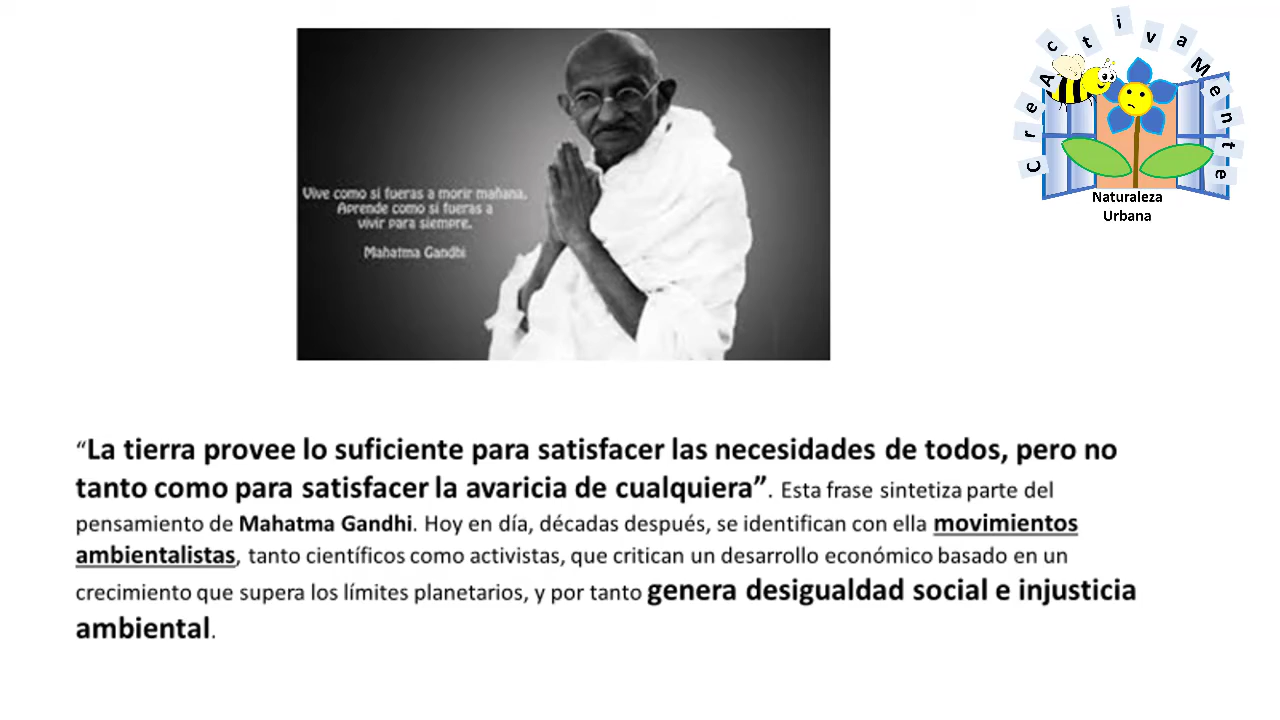 CreActivaMente
Naturaleza
Urbana
Vive como si fueras a morir mañana.
Aprende como si fueras a
vivir para siempre.
Mahatma Gandhi
“La tierra provee lo suficiente para satisfacer las necesidades de todos, pero no
tanto como para satisfacer la avaricia de cualquiera”. Esta frase sintetiza parte del
pensamiento de Mahatma Gandhi. Hoy en día, décadas después, se identifican con ella movimientos
ambientalistas, tanto científicos como activistas, que critican un desarrollo económico basado en un
crecimiento que supera los límites planetarios, y por tanto genera desigualdad social e injusticia
ambiental.